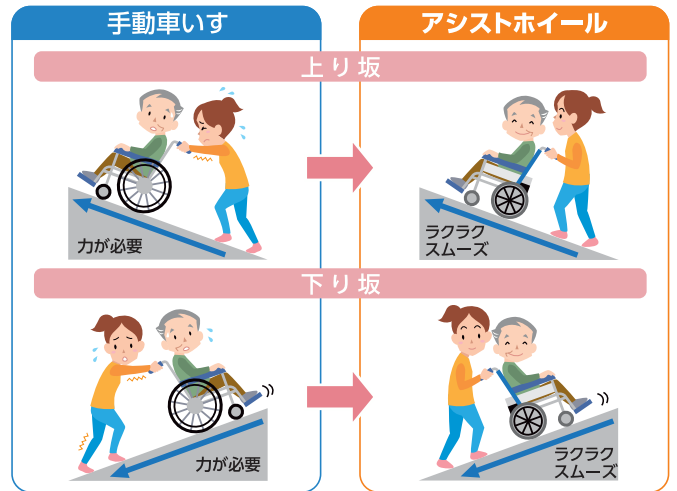 手動車いす
アシストホイール
上り坂
力が必要
ラクラク
スムーズ
下り坂
力が必要
ラクラク
スムーズ